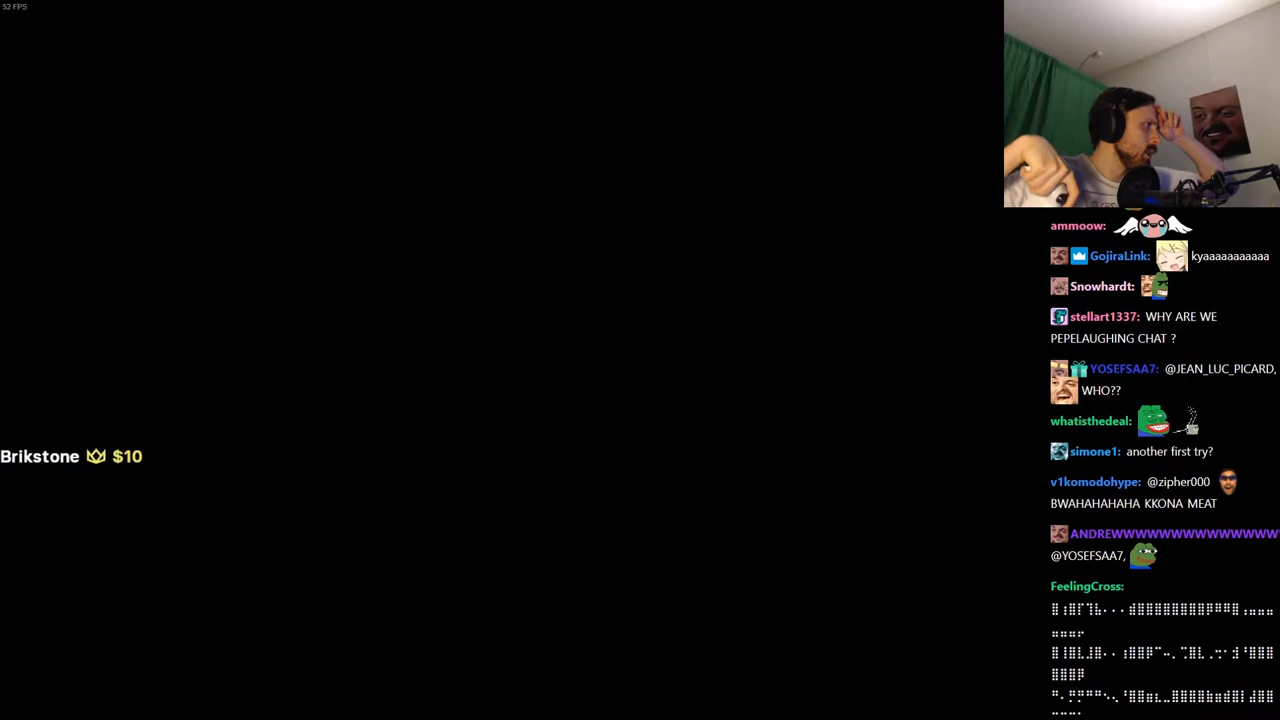 52 FPS
ammoow:
GojiraLink: kyaaaaaaaaaa
Snowhardt:
stellart1337: WHY ARE WE
PEPELAUGHING CHAT ?
YOSEFSAA7: @JEAN_LUC_PICARD,
WHO??
whatisthedeal:
Brikstone $10
simone1: another first try?
v1komodohype: @zipher000
BWAHAHAHAHA KKONA MEAT
ANDREWWWWWWWWWWWWWWW
@YOSEFSAA7,
FeelingCross: